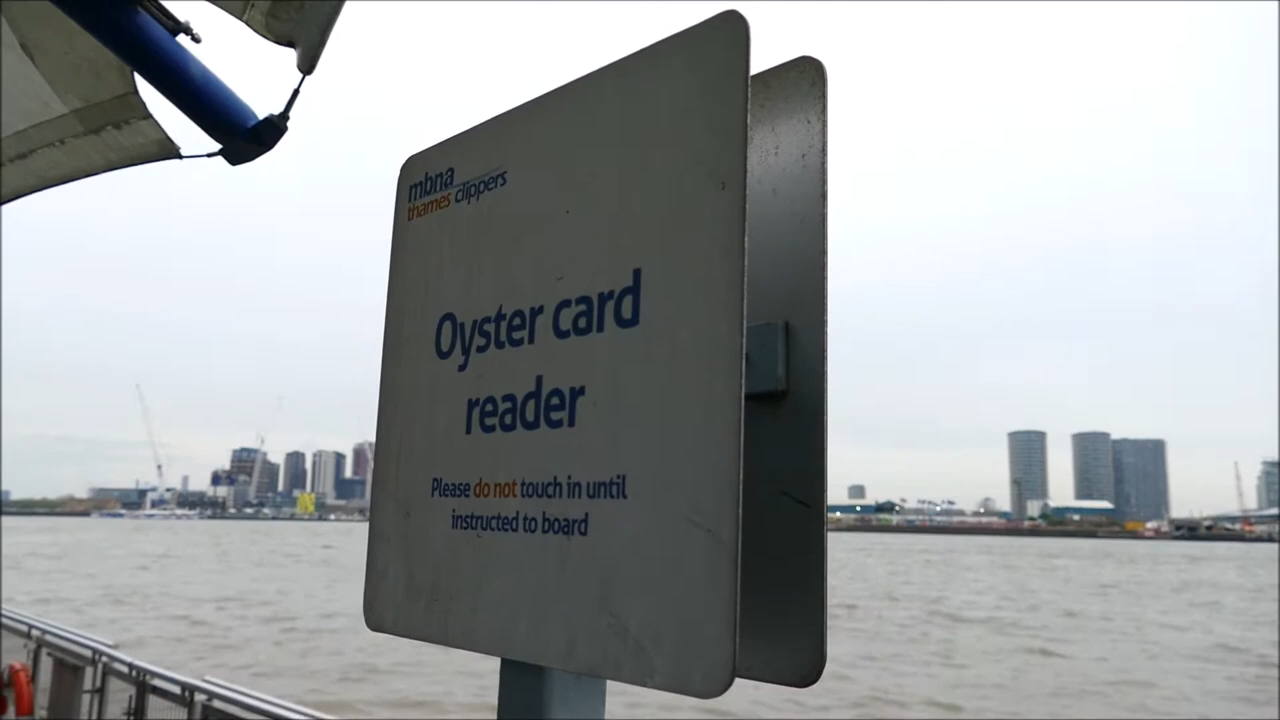 mbna
thames clippers
Oyster card
reader
Please do not touch in until
instructed to board